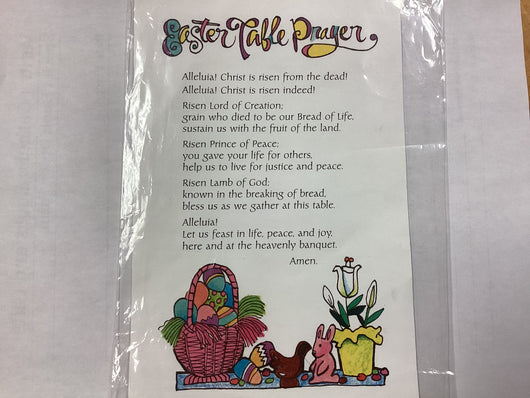 Easter Table Prayer
Alleluia! Christ is risen from the dead!
Alleluia! Christ is risen indeed!
Risen Lord of Creation;
grain who died to be our Bread of Life,
sustain us with the fruit of the land.
Risen Prince of Peace;
you gave your life for others,
help us to live for justice and peace.
Risen Lamb of God;
known in the breaking of bread,
bless us as we gather at this table.
Alleluia!
Let us feast in life, peace, and joy,
here and at the heavenly banquet.
Amen.